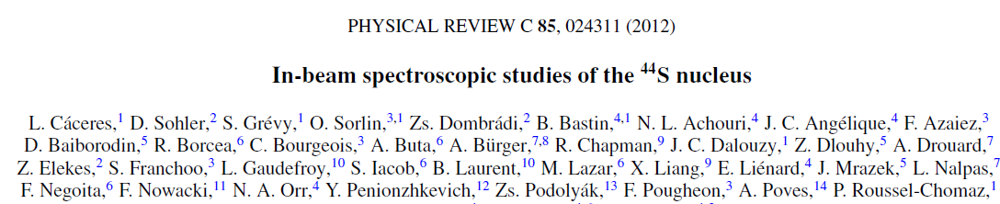 PHYSICAL REVIEW C 85, 024311 (2012)
In-beam spectroscopic studies of the ⁴⁴S nucleus
L. Cáceres,¹ D. Sohler,² S. Grévy,¹ O. Sorlin,³,¹ Zs. Dombrádi,² B. Bastin,⁴,¹ N. L. Achouri,⁴ J. C. Angélique,⁴ F. Azaiez,³
D. Baiborodin,⁵ R. Borcea,⁶ C. Bourgeois,³ A. Buta,⁶ A. Bürger,⁷,⁸ R. Chapman,⁹ J. C. Dalouzy,¹ Z. Dlouhy,⁵ A. Drouard,⁷
Z. Elekes,² S. Franchoo,³ L. Gaudefroy,¹⁰ S. Iacob,⁶ B. Laurent,¹⁰ M. Lazar,⁶ X. Liang,⁹ E. Liénard,⁴ J. Mrazek,⁵ L. Nalpas,⁷
F. Negoita,⁶ F. Nowacki,¹¹ N. A. Orr,⁴ Y. Penionzhkevich,¹² Zs. Podolyák,¹³ F. Pougheon,³ A. Poves,¹⁴ P. Roussel-Chomaz,¹